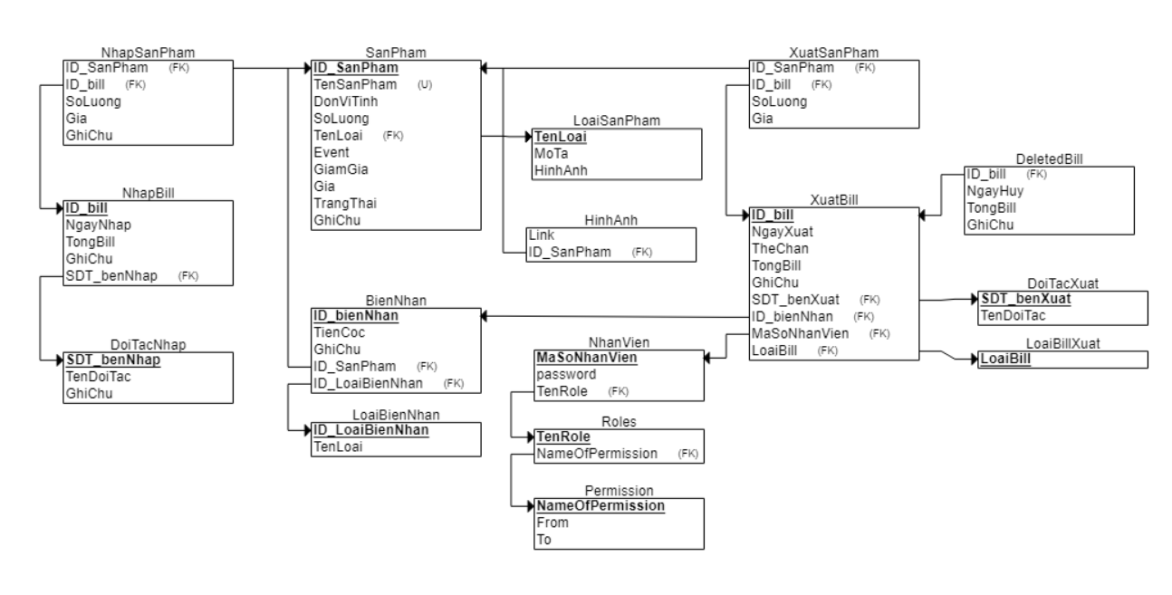 NhapSanPham
ID_SanPham (FK)
ID_bill (FK)
SoLuong
Gia
GhiChu
SanPham
ID_SanPham
TenSanPham (U)
DonViTinh
SoLuong
TenLoai (FK)
Event
GiamGia
Gia
TrangThai
GhiChu
XuatSanPham
ID_SanPham (FK)
ID_bill (FK)
SoLuong
Gia
LoaiSanPham
TenLoai
MoTa
HinhAnh
DeletedBill
ID_bill (FK)
NgayHuy
TongBill
GhiChu
NhapBill
ID_bill
NgayNhap
TongBill
GhiChu
SDT_benNhap (FK)
HinhAnh
Link
ID_SanPham (FK)
XuatBill
ID_bill
NgayXuat
TheChan
TongBill
GhiChu
SDT_benXuat (FK)
ID_bienNhan (FK)
MaSoNhanVien (FK)
LoaiBill (FK)
DoiTacXuat
SDT_benXuat
TenDoiTac
BienNhan
ID_bienNhan
TienCoc
GhiChu
ID_SanPham (FK)
ID_LoaiBienNhan (FK)
DoiTacNhap
SDT_benNhap
TenDoiTac
GhiChu
NhanVien
MaSoNhanVien
password
TenRole (FK)
LoaiBillXuat
LoaiBill
LoaiBienNhan
ID_LoaiBienNhan
TenLoai
Roles
TenRole
NameOfPermission (FK)
Permission
NameOfPermission
From
To